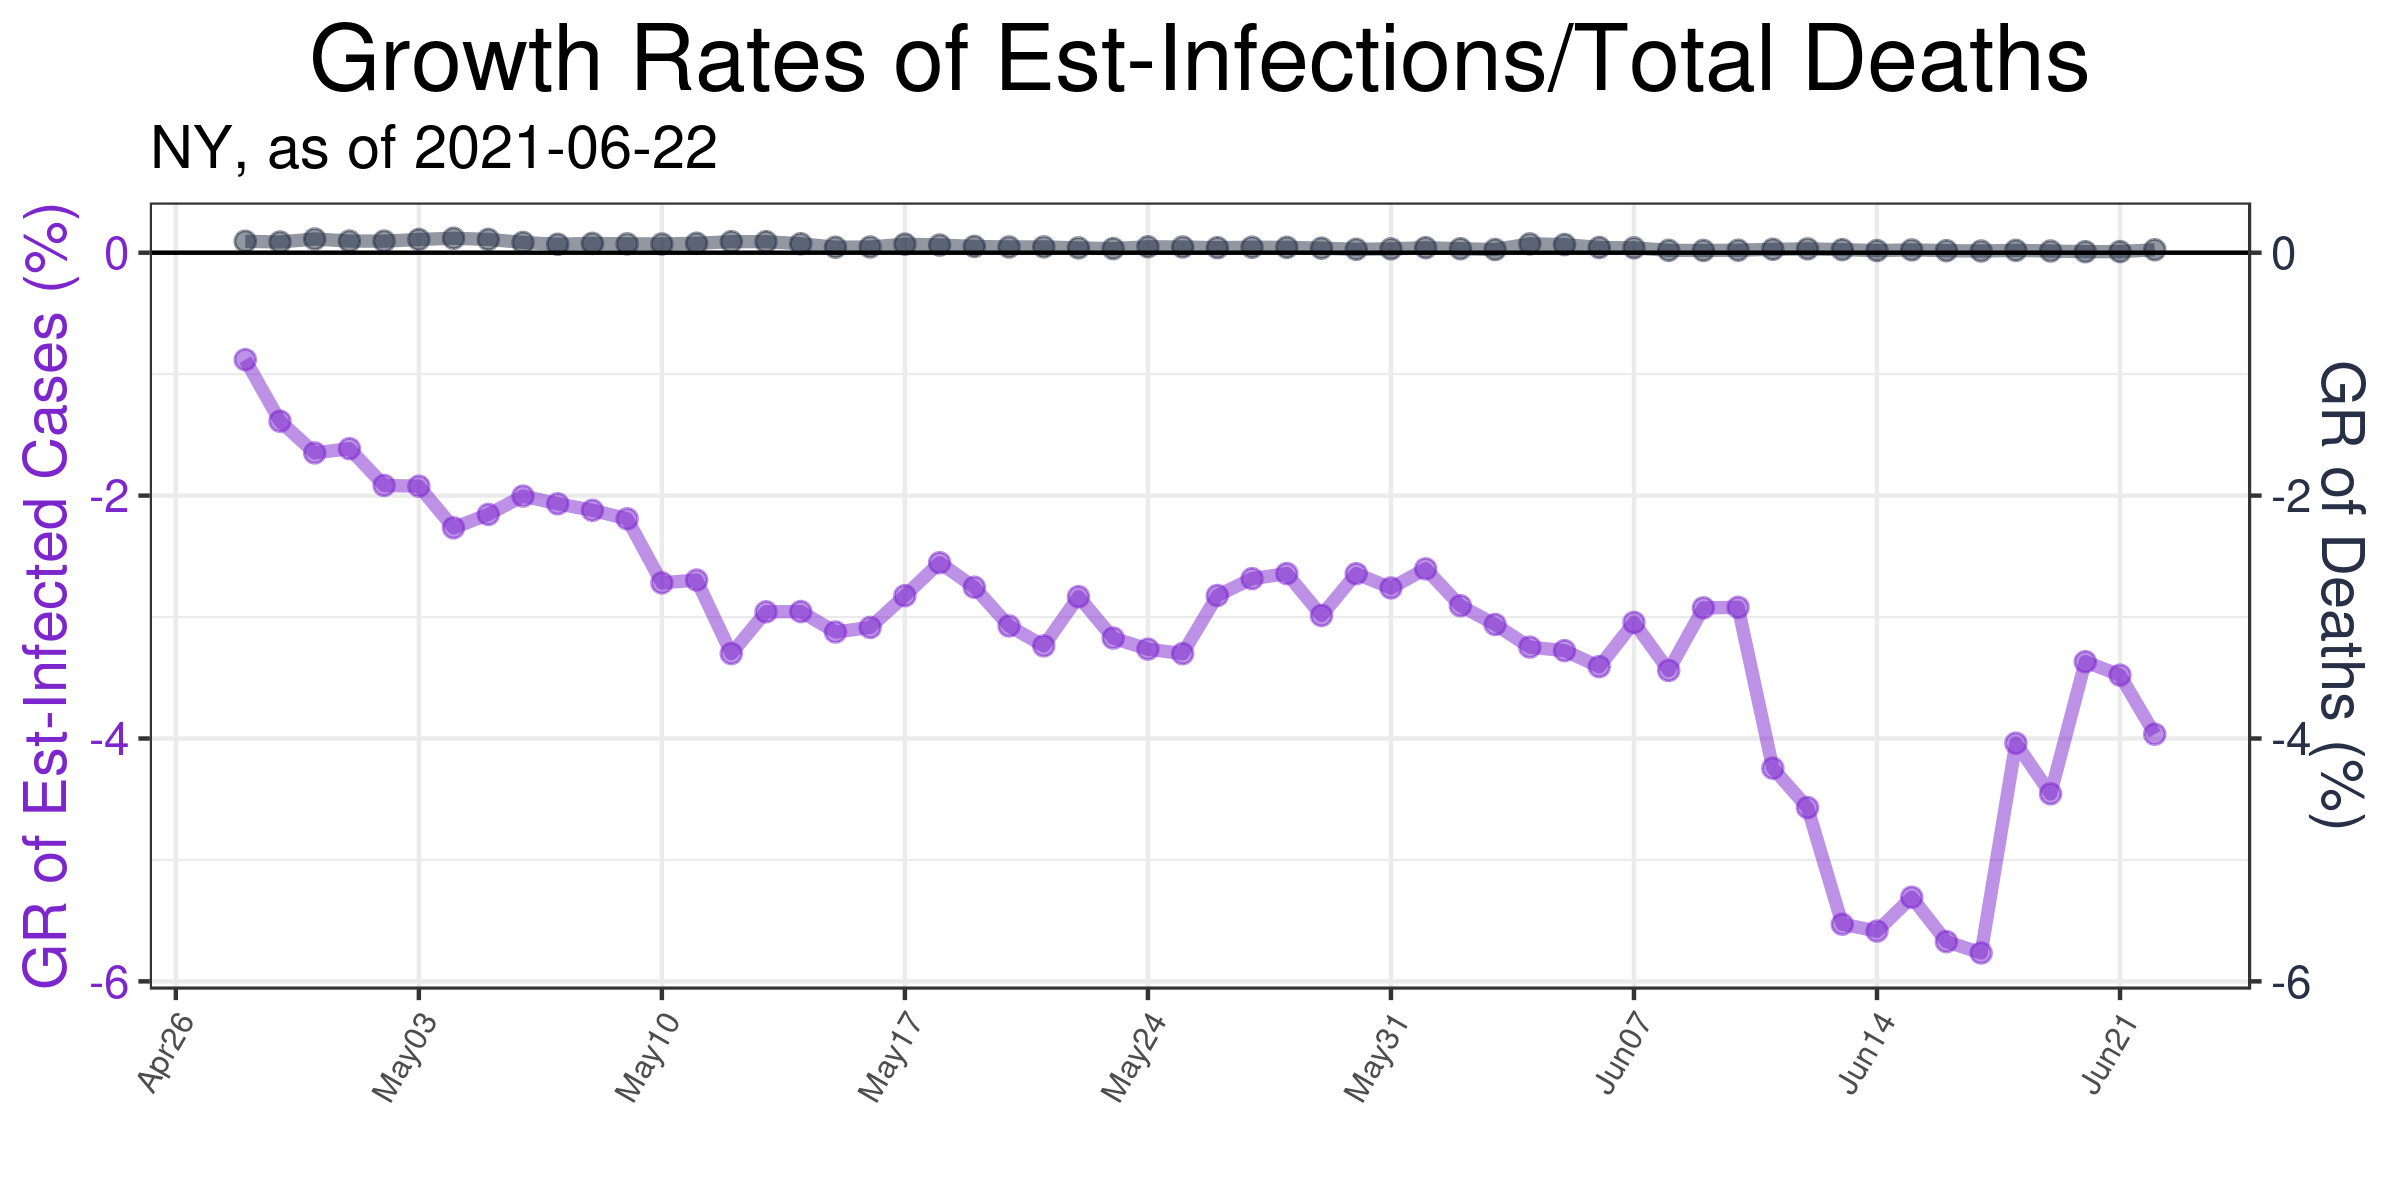 Growth Rates of Est-Infections/Total Deaths
NY, as of 2021-06-22
GR of Est-Infected Cases (%)
0
-2
-4
-6
0
-2
-4
-6
GR of Deaths (%)
Apr26
May03
May10
May17
May24
May31
Jun07
Jun14
Jun21